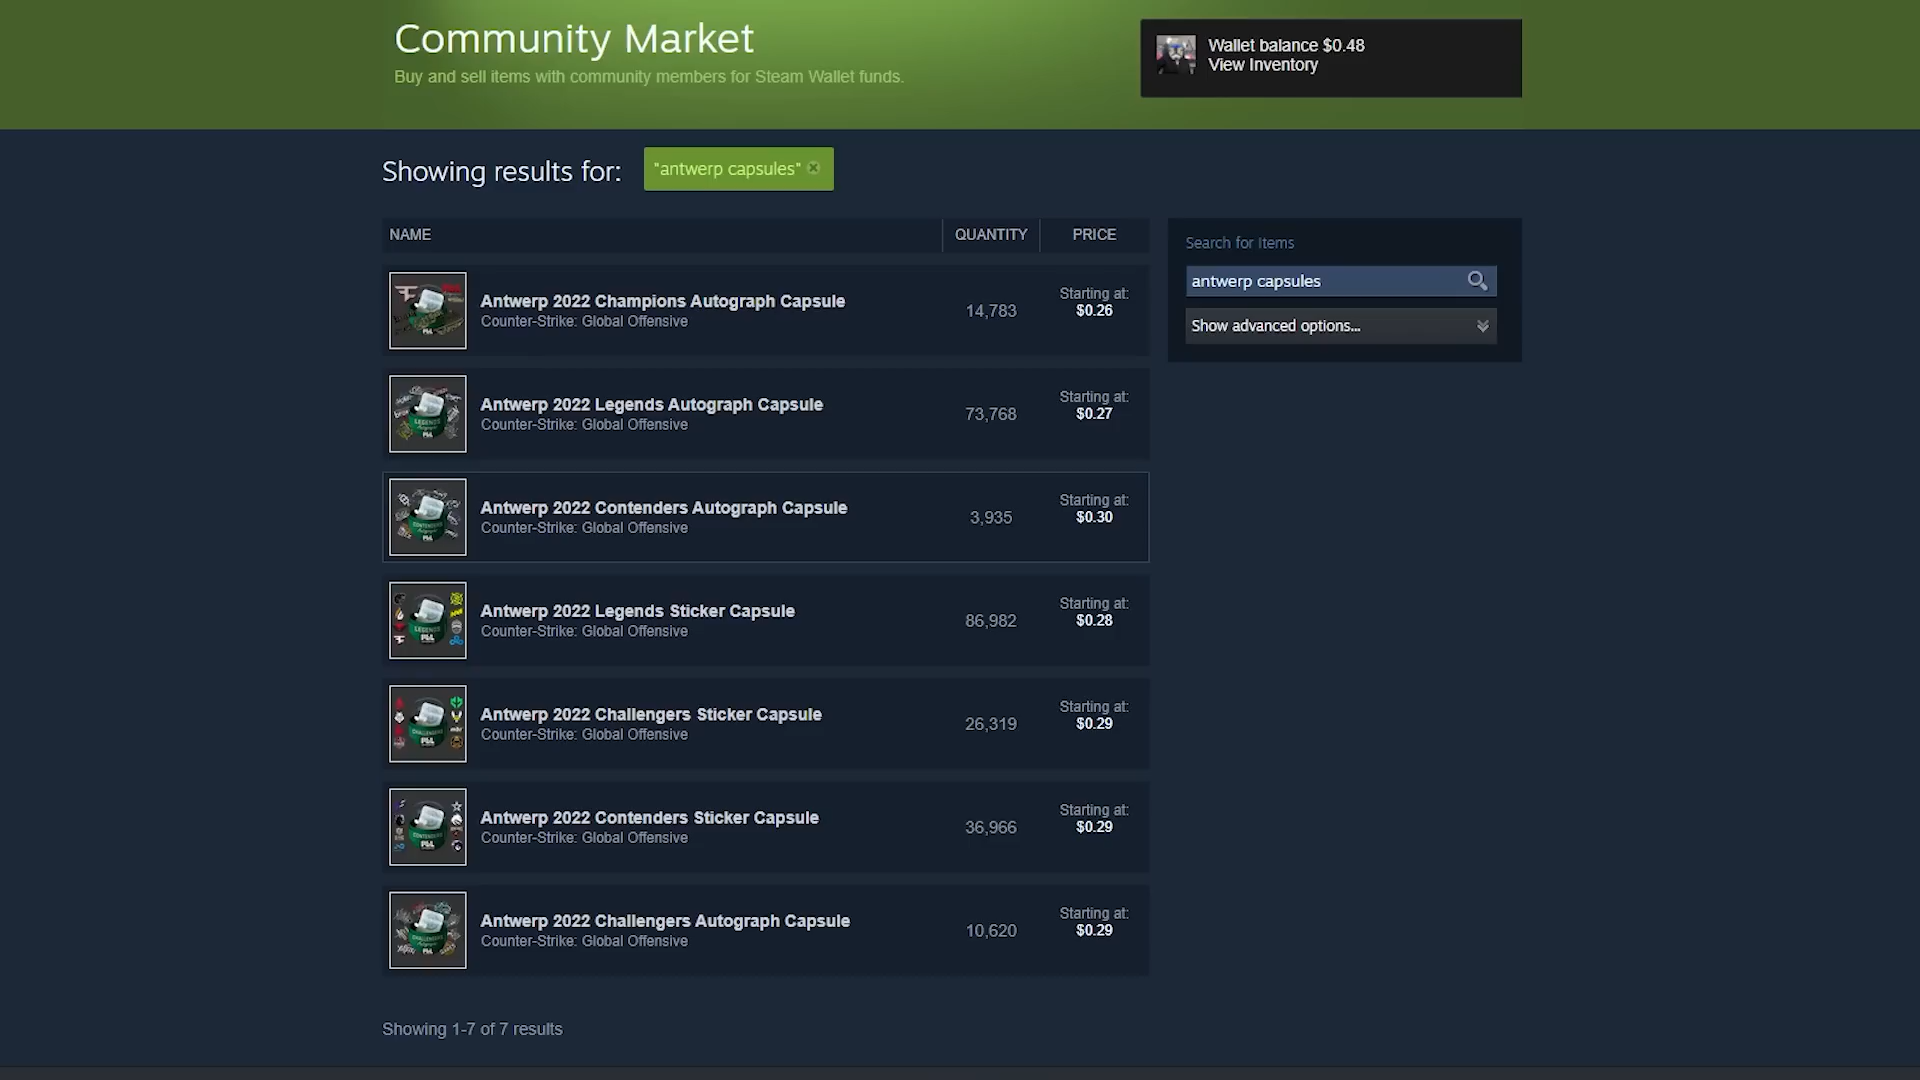 Community Market
Buy and sell items with community members for Steam Wallet funds.
Wallet balance $0.48
View Inventory
Showing results for: "antwerp capsules"
NAME QUANTITY PRICE
Antwerp 2022 Champions Autograph Capsule
Counter-Strike: Global Offensive
14,783
Starting at:
$0.26
Antwerp 2022 Legends Autograph Capsule
Counter-Strike: Global Offensive
73,768
Starting at:
$0.27
Antwerp 2022 Contenders Autograph Capsule
Counter-Strike: Global Offensive
3,935
Starting at:
$0.30
Antwerp 2022 Legends Sticker Capsule
Counter-Strike: Global Offensive
86,982
Starting at:
$0.28
Antwerp 2022 Challengers Sticker Capsule
Counter-Strike: Global Offensive
26,319
Starting at:
$0.29
Antwerp 2022 Contenders Sticker Capsule
Counter-Strike: Global Offensive
36,966
Starting at:
$0.29
Antwerp 2022 Challengers Autograph Capsule
Counter-Strike: Global Offensive
10,620
Starting at:
$0.29
Showing 1-7 of 7 results
Search for Items
antwerp capsules
Show advanced options...